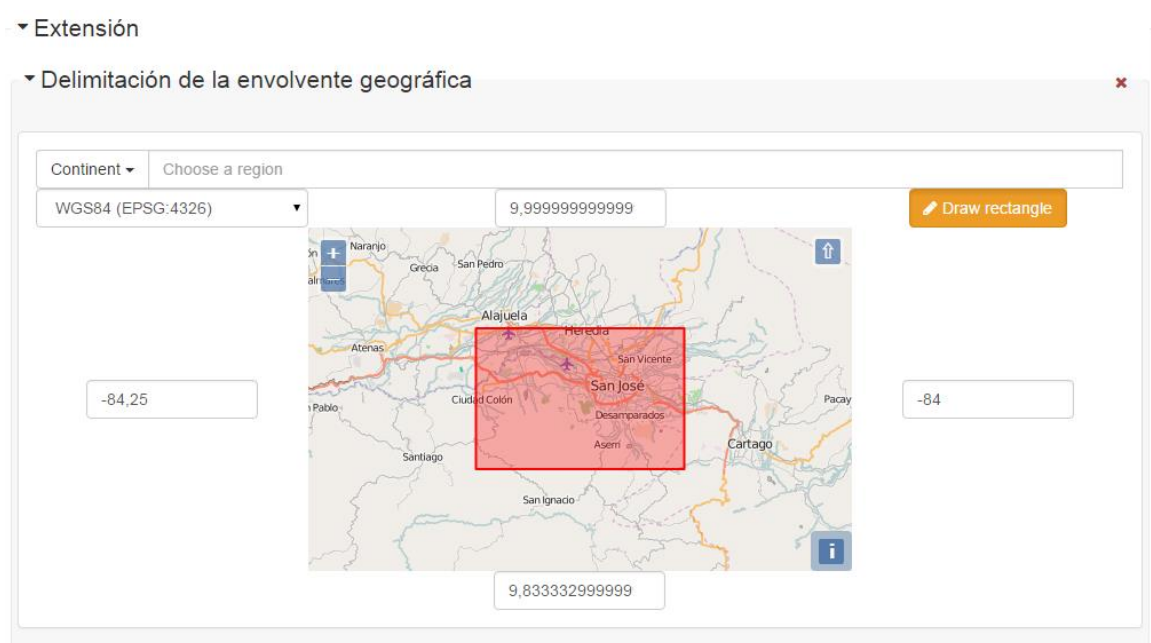 Extensión
Delimitación de la envolvente geográfica
Continent
Choose a region
WGS84 (EPSG:4326)
9,999999999999
Draw rectangle
Naranjo
Grecia
San Pedro
Alajuela
Heredia
Atenas
San Vicente
San José
-84,25
Ciudad Colón
Pacay
-84
Pablo
Desamparados
Aserri
Cartago
Santiago
San Ignacio
i
9,833332999999